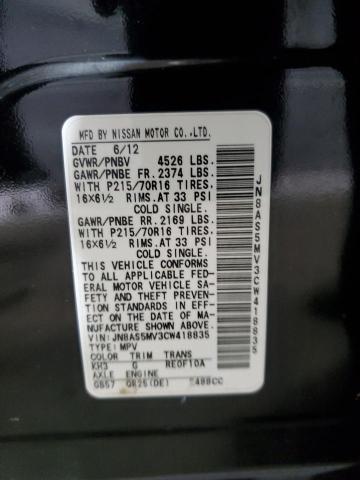 MFD. BY NISSAN MOTOR CO.,LTD.
DATE 6/12
GVWR/PNBV 4526 LBS.
GAWR/PNBE FR. 2374 LBS.
WITH P215/70R16 TIRES,
16X6½ RIMS.AT 33 PSI
COLD SINGLE.
GAWR/PNBE RR. 2169 LBS.
WITH P215/70R16 TIRES,
16X6½ RIMS.AT 33 PSI
COLD SINGLE.
THIS VEHICLE CONFORMS
TO ALL APPLICABLE FED-
ERAL MOTOR VEHICLE SA-
FETY AND THEFT PREVEN-
TION STANDARDS IN EFF-
ECT ON THE DATE OF MA-
NUFACTURE SHOWN ABOVE.
VIN: JN8AS5MV3CW418835
TYPE: MPV
COLOR TRIM TRANS
KH3 G RE0F10A
AXLE ENGINE
GB57 QR25(DE) 2488CC
JN8AS5MV3CW418835